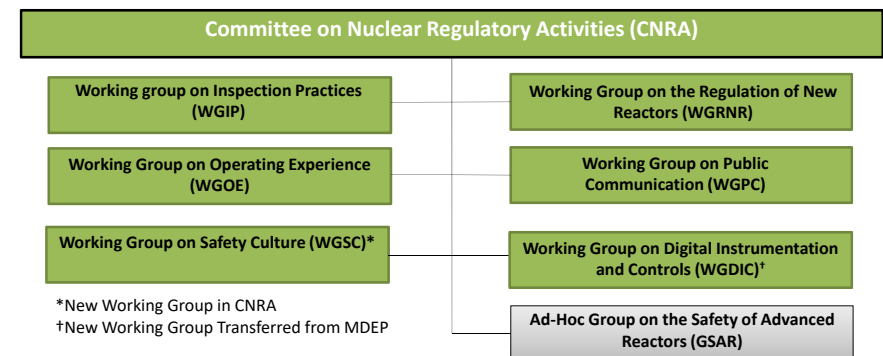 Committee on Nuclear Regulatory Activities (CNRA)
Working group on Inspection Practices
(WGIP)
Working Group on the Regulation of New
Reactors (WGRNR)
Working Group on Operating Experience
(WGOE)
Working Group on Public
Communication (WGPC)
Working Group on Safety Culture (WGSC)*
Working Group on Digital Instrumentation
and Controls (WGDIC)†
*New Working Group in CNRA
†New Working Group Transferred from MDEP
Ad-Hoc Group on the Safety of Advanced
Reactors (GSAR)